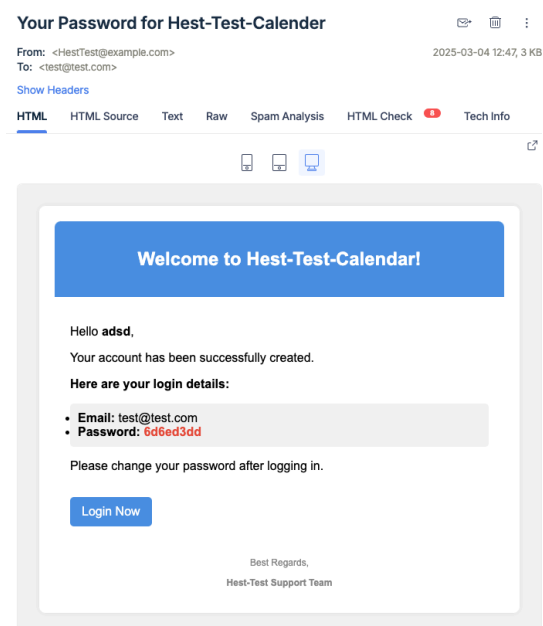 Your Password for Hest-Test-Calender
From: <HestTest@example.com>
2025-03-04 12:47, 3 KB
To: <test@test.com>
Show Headers
HTML HTML Source Text Raw Spam Analysis HTML Check 8 Tech Info
Welcome to Hest-Test-Calendar!
Hello adsd,
Your account has been successfully created.
Here are your login details:
• Email: test@test.com
• Password: 6d6ed3dd
Please change your password after logging in.
Login Now
Best Regards,
Hest-Test Support Team